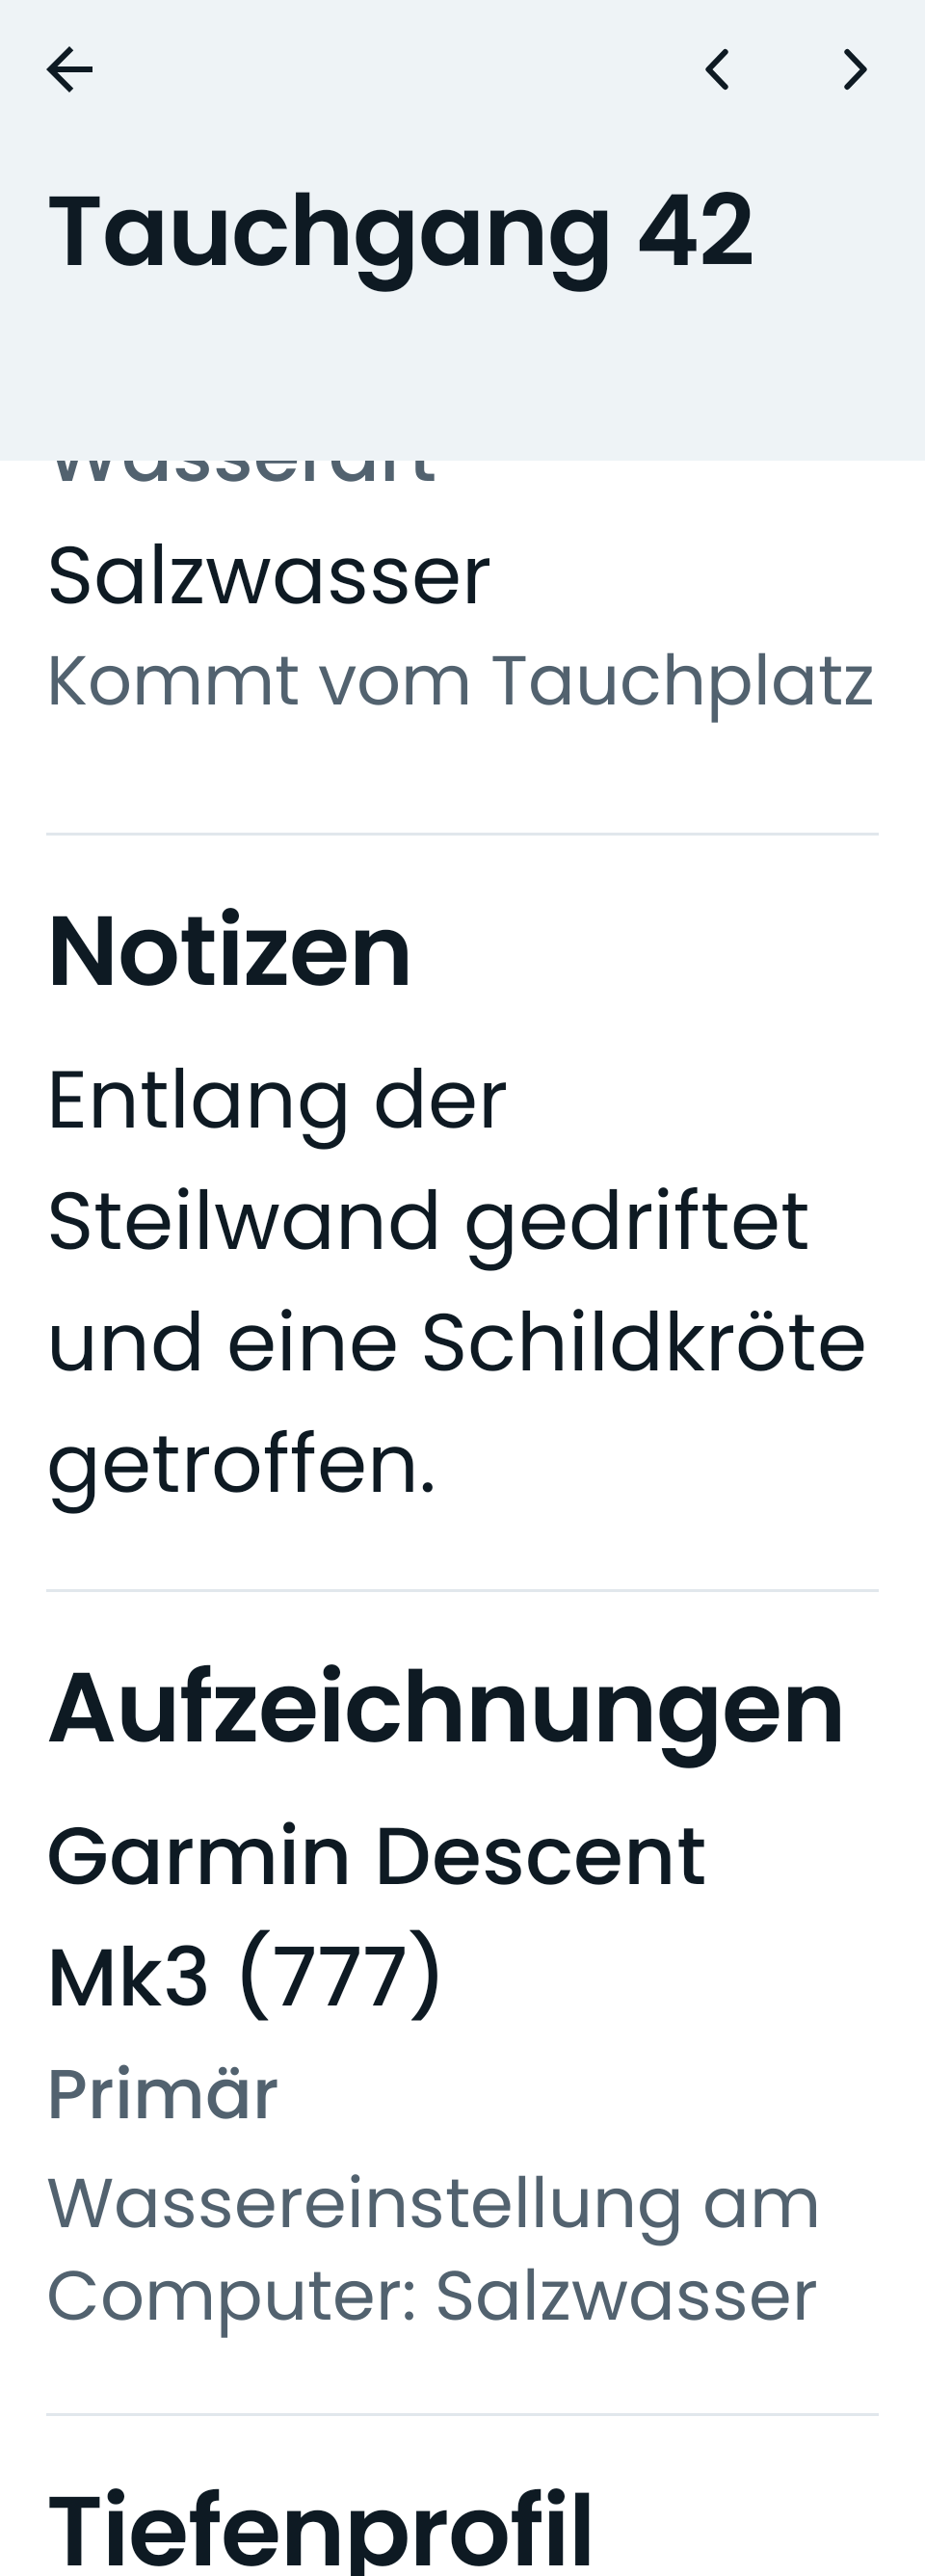 Tauchgang 42
Wasserart
Salzwasser
Kommt vom Tauchplatz
Notizen
Entlang der
Steilwand gedriftet
und eine Schildkröte
getroffen.
Aufzeichnungen
Garmin Descent
Mk3 (777)
Primär
Wassereinstellung am
Computer: Salzwasser
Tiefenprofil